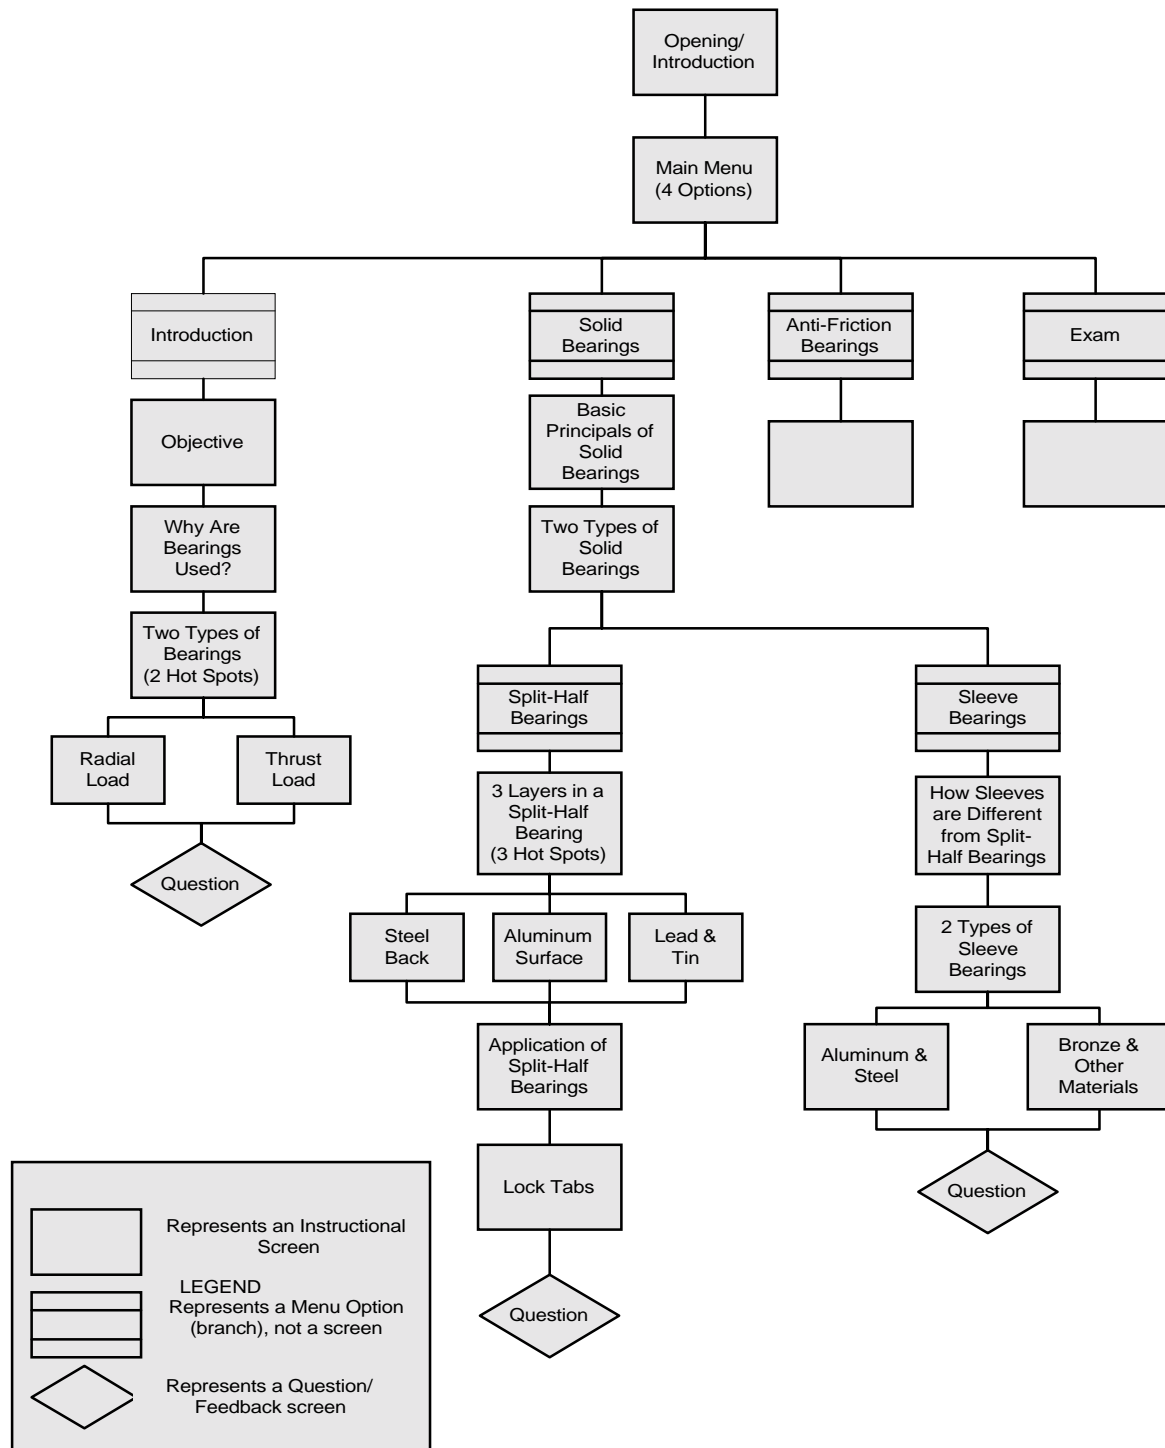 Opening/
Introduction
Main Menu
(4 Options)
Introduction
Solid
Bearings
Anti-Friction
Bearings
Exam
Objective
Basic
Principals of
Solid
Bearings
Why Are
Bearings
Used?
Two Types of
Solid
Bearings
Two Types of
Bearings
(2 Hot Spots)
Split-Half
Bearings
Sleeve
Bearings
Radial
Load
Thrust
Load
3 Layers in a
Split-Half
Bearing
(3 Hot Spots)
How Sleeves
are Different
from Split-
Half Bearings
Question
Steel
Back
Aluminum
Surface
Lead &
Tin
2 Types of
Sleeve
Bearings
Application of
Split-Half
Bearings
Aluminum &
Steel
Bronze &
Other
Materials
Lock Tabs
Question
Question
Represents an Instructional
Screen
LEGEND
Represents a Menu Option
(branch), not a screen
Represents a Question/
Feedback screen